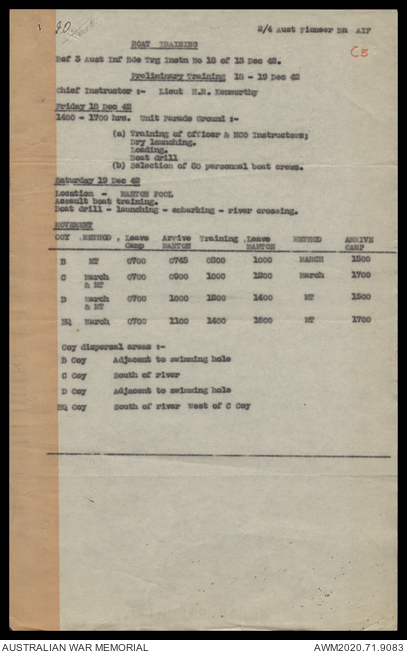 2/4 Aust Pioneer BN AIF
C3
BOAT TRAINING
Ref 3 Aust Inf Bde Trg Instn No 18 of 13 Dec 42.
Preliminary Training 18 - 19 Dec 42
Chief Instructor :- Lieut H.R. Kenworthy
Friday 18 Dec 42
1400 - 1700 hrs. Unit Parade Ground :-
(a) Training of Officer & NCO Instructors;
Dry launching.
Loading.
Boat drill
(b) Selection of 80 personnel boat crews.
Saturday 19 Dec 42
Location - MANTON POOL
Assault boat training.
Boat drill - launching - embarking - river crossing.
MOVEMENT
COY METHOD Leave Arrive Training Leave METHOD ARRIVE
Camp MANTON MANTON CAMP
B MT 0700 0745 0800 1000 MARCH 1500
C March 0700 0900 1000 1200 March 1700
& MT
D March 0700 1000 1200 1400 MT 1500
& MT
HQ March 0700 1100 1400 1600 MT 1700
Coy dispersal areas :-
B Coy Adjacent to swimming hole
C Coy South of river
D Coy Adjacent to swimming hole
HQ Coy South of river West of C Coy
AUSTRALIAN WAR MEMORIAL AWM2020.71.9083